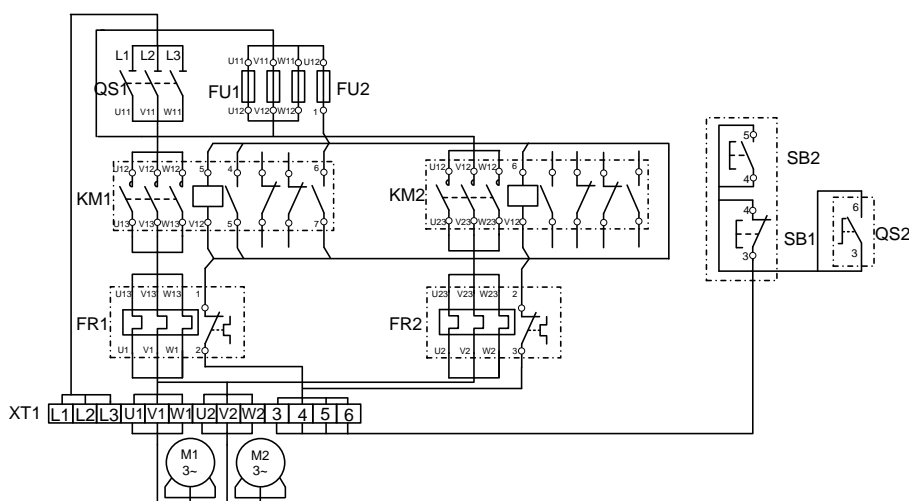 L1 L2 L3
QS1
U11 V11 W11
U11 V11 W11 U12
FU1 FU2
U12 V12 W12 1
U12 V12 W12 5 4 6
KM1
U13 V13 W13 V12 5 7
U12 V12 W12 6
KM2
U23 V23 W23 V12
5
SB2
4
4
SB1
3
6
QS2
3
U13 V13 W13 1
FR1
U1 V1 W1 2
U23 V23 W23 2
FR2
U2 V2 W2 3
XT1 L1 L2 L3 U1 V1 W1 U2 V2 W2 3 4 5 6
M1
3~
M2
3~